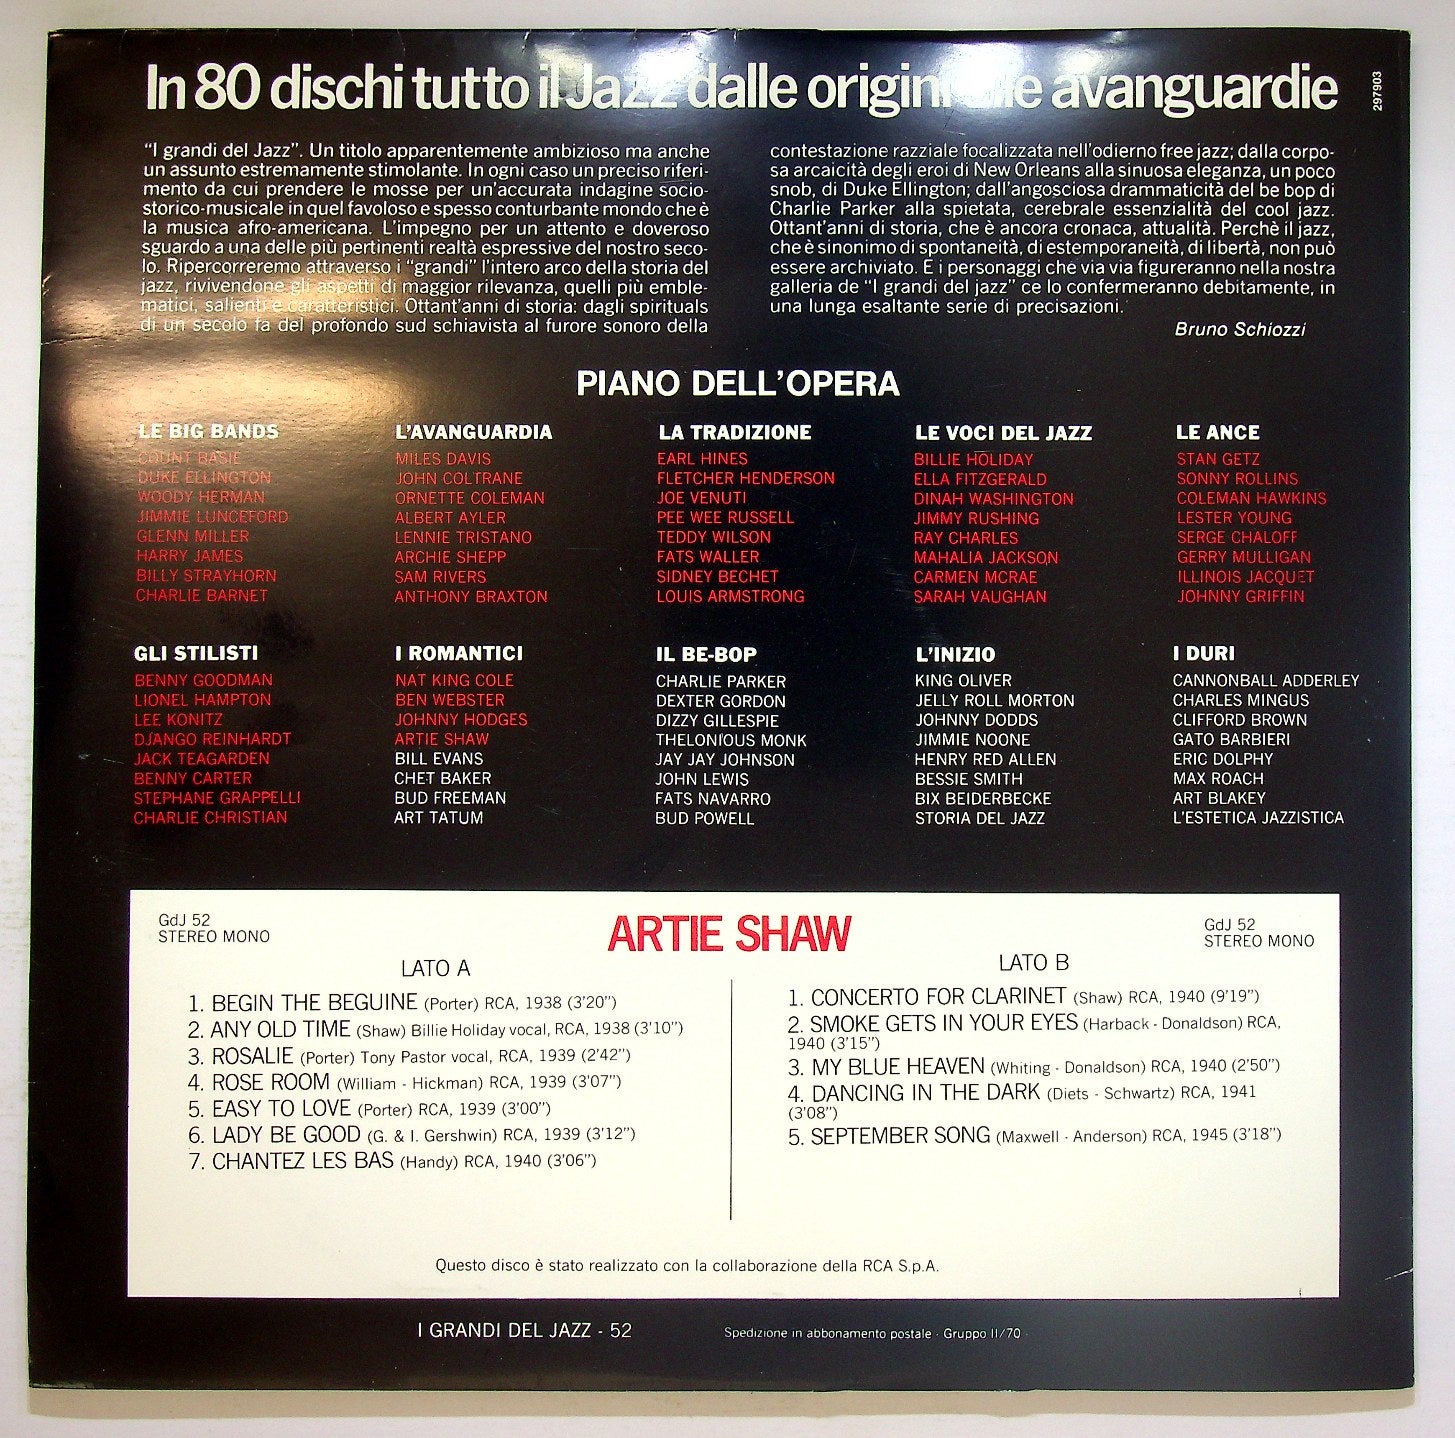 In 80 dischi tutto il Jazz dalle origini alle avanguardie
297903
“I grandi del Jazz”. Un titolo apparentemente ambizioso ma anche
un assunto estremamente stimolante. In ogni caso un preciso riferi-
mento da cui prendere le mosse per un'accurata indagine socio-
storico-musicale in quel favoloso e spesso conturbante mondo che è
la musica afro-americana. L'impegno per un attento e doveroso
sguardo a una delle più pertinenti realtà espressive del nostro seco-
lo. Ripercorreremo attraverso i “grandi” l'intero arco della storia del
jazz, rivivendone gli aspetti di maggior rilevanza, quelli più emble-
matici, salienti e caratteristici. Ottant'anni di storia: dagli spirituals
di un secolo fa del profondo sud schiavista al furore sonoro della
contestazione razziale focalizzata nell'odierno free jazz; dalla corpo-
sa arcaicità degli eroi di New Orleans alla sinuosa eleganza, un poco
snob, di Duke Ellington; dall'angosciosa drammaticità del be bop di
Charlie Parker alla spietata, cerebrale essenzialità del cool jazz.
Ottant'anni di storia, che è ancora cronaca, attualità. Perchè il jazz,
che è sinonimo di spontaneità, di estemporaneità, di libertà, non può
essere archiviato. E i personaggi che via via figureranno nella nostra
galleria de “I grandi del jazz” ce lo confermeranno debitamente, in
una lunga esaltante serie di precisazioni.
Bruno Schiozzi
PIANO DELL'OPERA
LE BIG BANDS
COUNT BASIE
DUKE ELLINGTON
WOODY HERMAN
JIMMIE LUNCEFORD
GLENN MILLER
HARRY JAMES
BILLY STRAYHORN
CHARLIE BARNET
L'AVANGUARDIA
MILES DAVIS
JOHN COLTRANE
ORNETTE COLEMAN
ALBERT AYLER
LENNIE TRISTANO
ARCHIE SHEPP
SAM RIVERS
ANTHONY BRAXTON
LA TRADIZIONE
EARL HINES
FLETCHER HENDERSON
JOE VENUTI
PEE WEE RUSSELL
TEDDY WILSON
FATS WALLER
SIDNEY BECHET
LOUIS ARMSTRONG
LE VOCI DEL JAZZ
BILLIE HOLIDAY
ELLA FITZGERALD
DINAH WASHINGTON
JIMMY RUSHING
RAY CHARLES
MAHALIA JACKSON
CARMEN MCRAE
SARAH VAUGHAN
LE ANCE
STAN GETZ
SONNY ROLLINS
COLEMAN HAWKINS
LESTER YOUNG
SERGE CHALOFF
GERRY MULLIGAN
ILLINOIS JACQUET
JOHNNY GRIFFIN
GLI STILISTI
BENNY GOODMAN
LIONEL HAMPTON
LEE KONITZ
DJANGO REINHARDT
JACK TEAGARDEN
BENNY CARTER
STEPHANE GRAPPELLI
CHARLIE CHRISTIAN
I ROMANTICI
NAT KING COLE
BEN WEBSTER
JOHNNY HODGES
ARTIE SHAW
BILL EVANS
CHET BAKER
BUD FREEMAN
ART TATUM
IL BE-BOP
CHARLIE PARKER
DEXTER GORDON
DIZZY GILLESPIE
THELONIOUS MONK
JAY JAY JOHNSON
JOHN LEWIS
FATS NAVARRO
BUD POWELL
L'INIZIO
KING OLIVER
JELLY ROLL MORTON
JOHNNY DODDS
JIMMIE NOONE
HENRY RED ALLEN
BESSIE SMITH
BIX BEIDERBECKE
STORIA DEL JAZZ
I DURI
CANNONBALL ADDERLEY
CHARLES MINGUS
CLIFFORD BROWN
GATO BARBIERI
ERIC DOLPHY
MAX ROACH
ART BLAKEY
L'ESTETICA JAZZISTICA
GdJ 52
STEREO MONO
ARTIE SHAW
GdJ 52
STEREO MONO
LATO A
1. BEGIN THE BEGUINE (Porter) RCA, 1938 (3'20”)
2. ANY OLD TIME (Shaw) Billie Holiday vocal, RCA, 1938 (3'10”)
3. ROSALIE (Porter) Tony Pastor vocal, RCA, 1939 (2'42”)
4. ROSE ROOM (William - Hickman) RCA, 1939 (3'07”)
5. EASY TO LOVE (Porter) RCA, 1939 (3'00”)
6. LADY BE GOOD (G. & I. Gershwin) RCA, 1939 (3'12”)
7. CHANTEZ LES BAS (Handy) RCA, 1940 (3'06”)
LATO B
1. CONCERTO FOR CLARINET (Shaw) RCA, 1940 (9'19”)
2. SMOKE GETS IN YOUR EYES (Harback - Donaldson) RCA,
1940 (3'15”)
3. MY BLUE HEAVEN (Whiting - Donaldson) RCA, 1940 (2'50”)
4. DANCING IN THE DARK (Diets - Schwartz) RCA, 1941
(3'08”)
5. SEPTEMBER SONG (Maxwell - Anderson) RCA, 1945 (3'18”)
Questo disco è stato realizzato con la collaborazione della RCA S.p.A.
I GRANDI DEL JAZZ - 52
Spedizione in abbonamento postale - Gruppo II/70